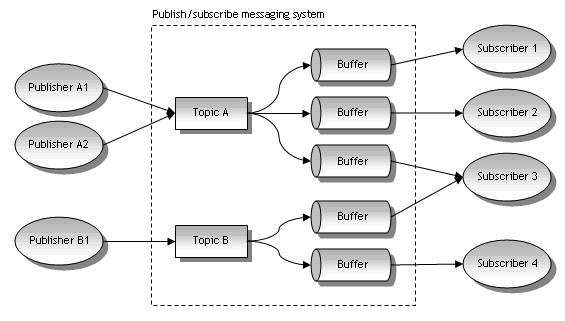 Publish/subscribe messaging system
Publisher A1
Publisher A2
Publisher B1
Topic A
Topic B
Buffer
Buffer
Buffer
Buffer
Buffer
Subscriber 1
Subscriber 2
Subscriber 3
Subscriber 4